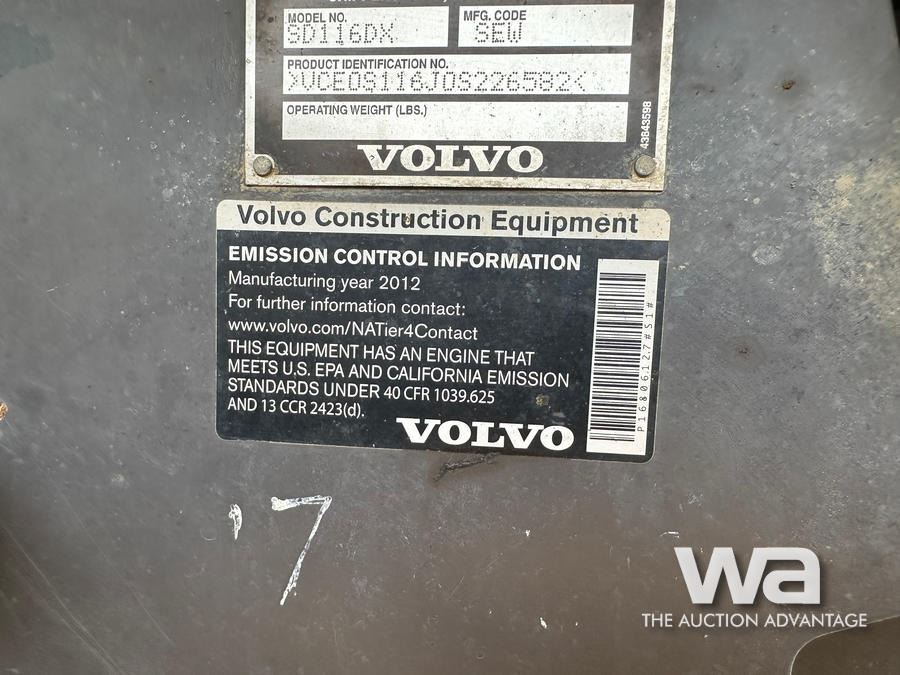 MODEL NO.
SD116DX
MFG. CODE
SEW
PRODUCT IDENTIFICATION NO.
>VCE0S116J0S226582<
OPERATING WEIGHT (LBS.)
43843598
VOLVO
Volvo Construction Equipment
EMISSION CONTROL INFORMATION
Manufacturing year 2012
For further information contact:
www.volvo.com/NATier4Contact
THIS EQUIPMENT HAS AN ENGINE THAT
MEETS U.S. EPA AND CALIFORNIA EMISSION
STANDARDS UNDER 40 CFR 1039.625
AND 13 CCR 2423(d).
VOLVO
P16806127#S1#
'7
wa
THE AUCTION ADVANTAGE